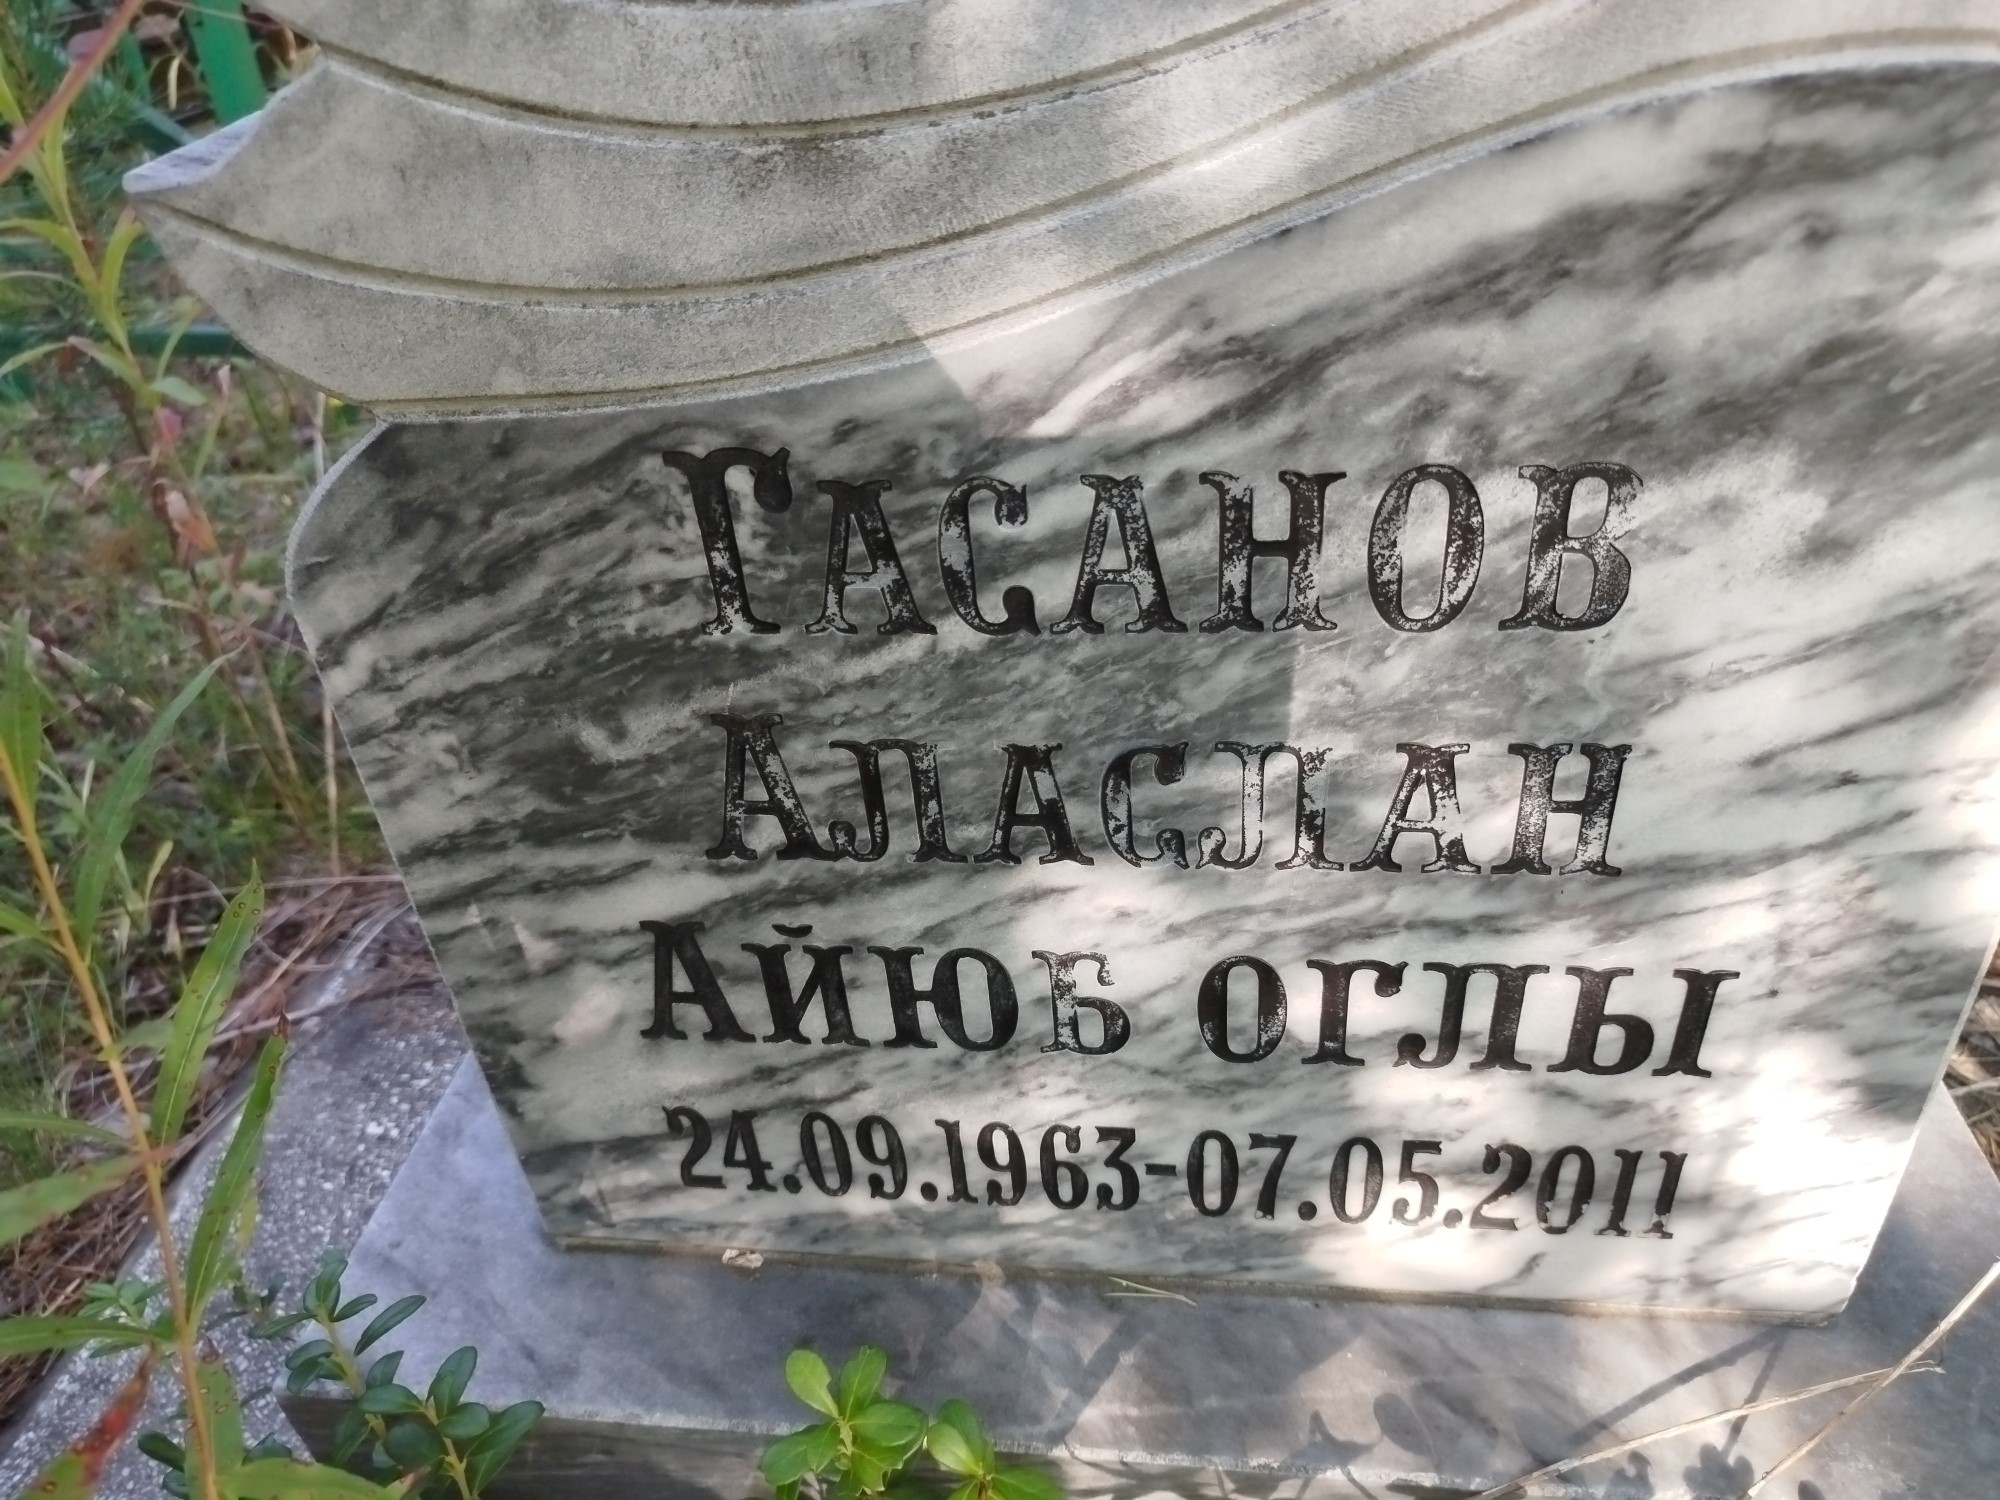 Гасанов
Аласлан
Айюб оглы
24.09.1963-07.05.2011